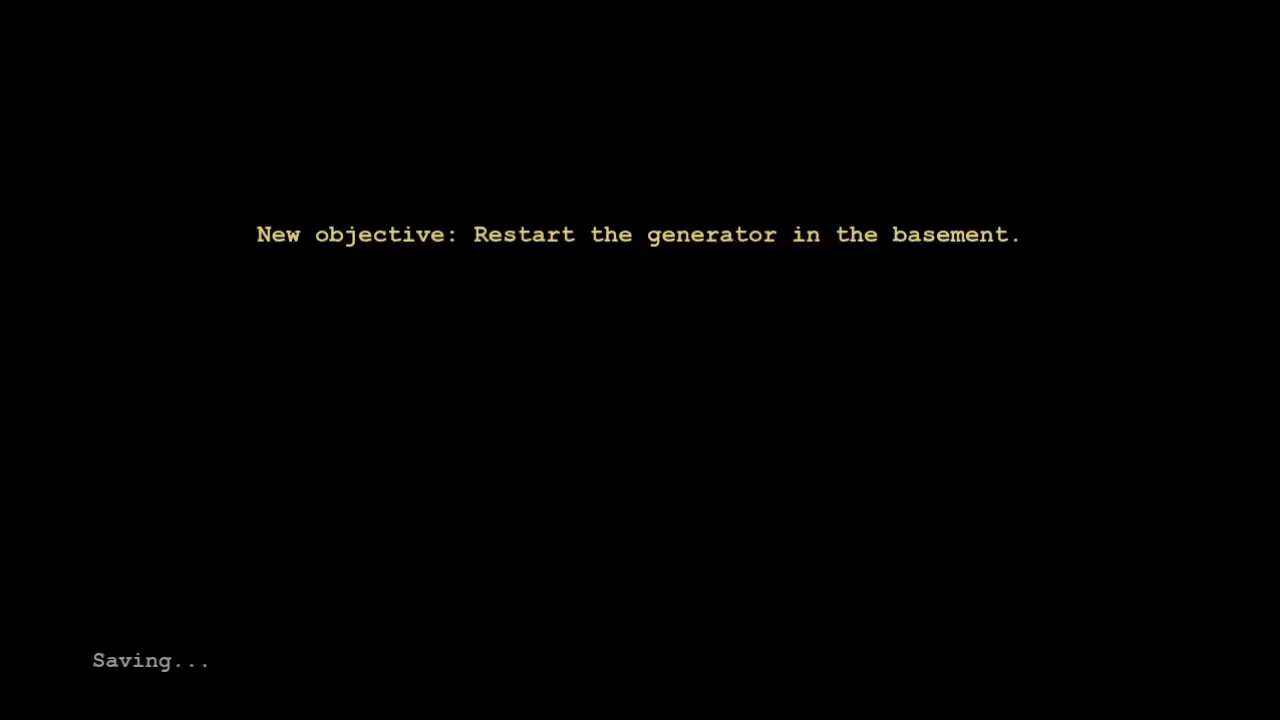 New objective: Restart the generator in the basement.
Saving...